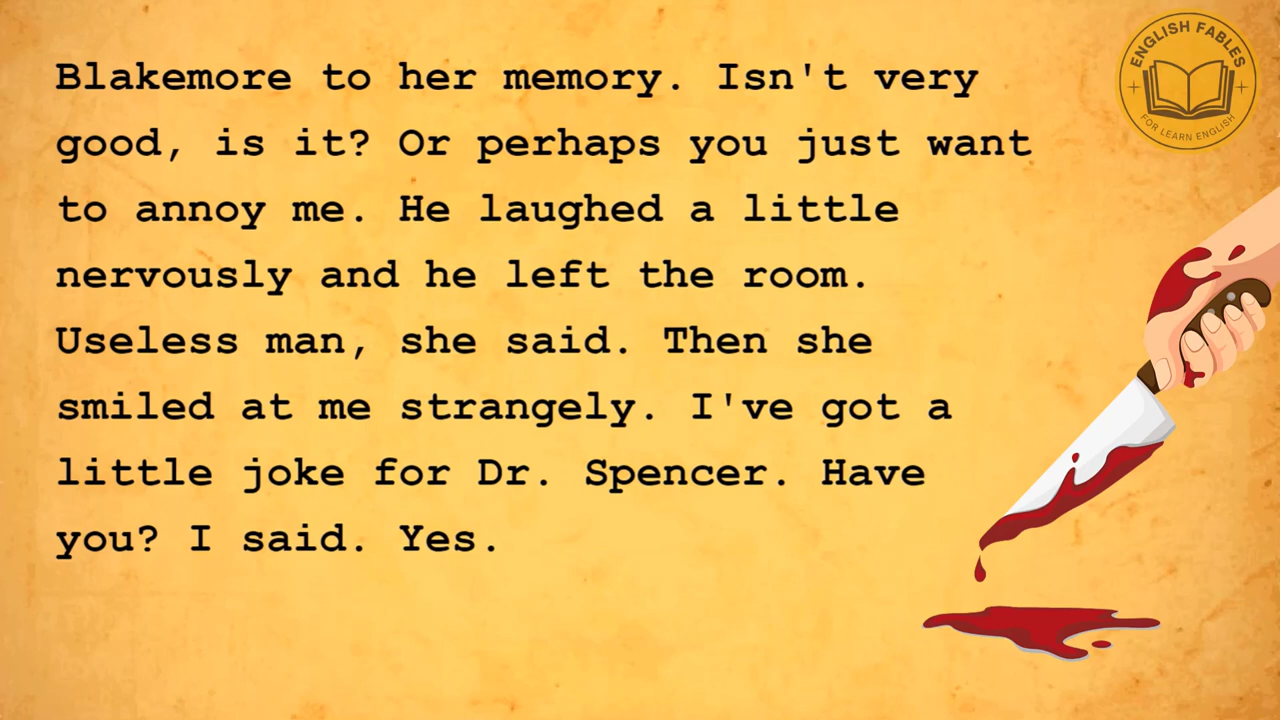 Blakemore to her memory. Isn't very
good, is it? Or perhaps you just want
to annoy me. He laughed a little
nervously and he left the room.
Useless man, she said. Then she
smiled at me strangely. I've got a
little joke for Dr. Spencer. Have
you? I said. Yes.
ENGLISH FABLES
FOR LEARN ENGLISH